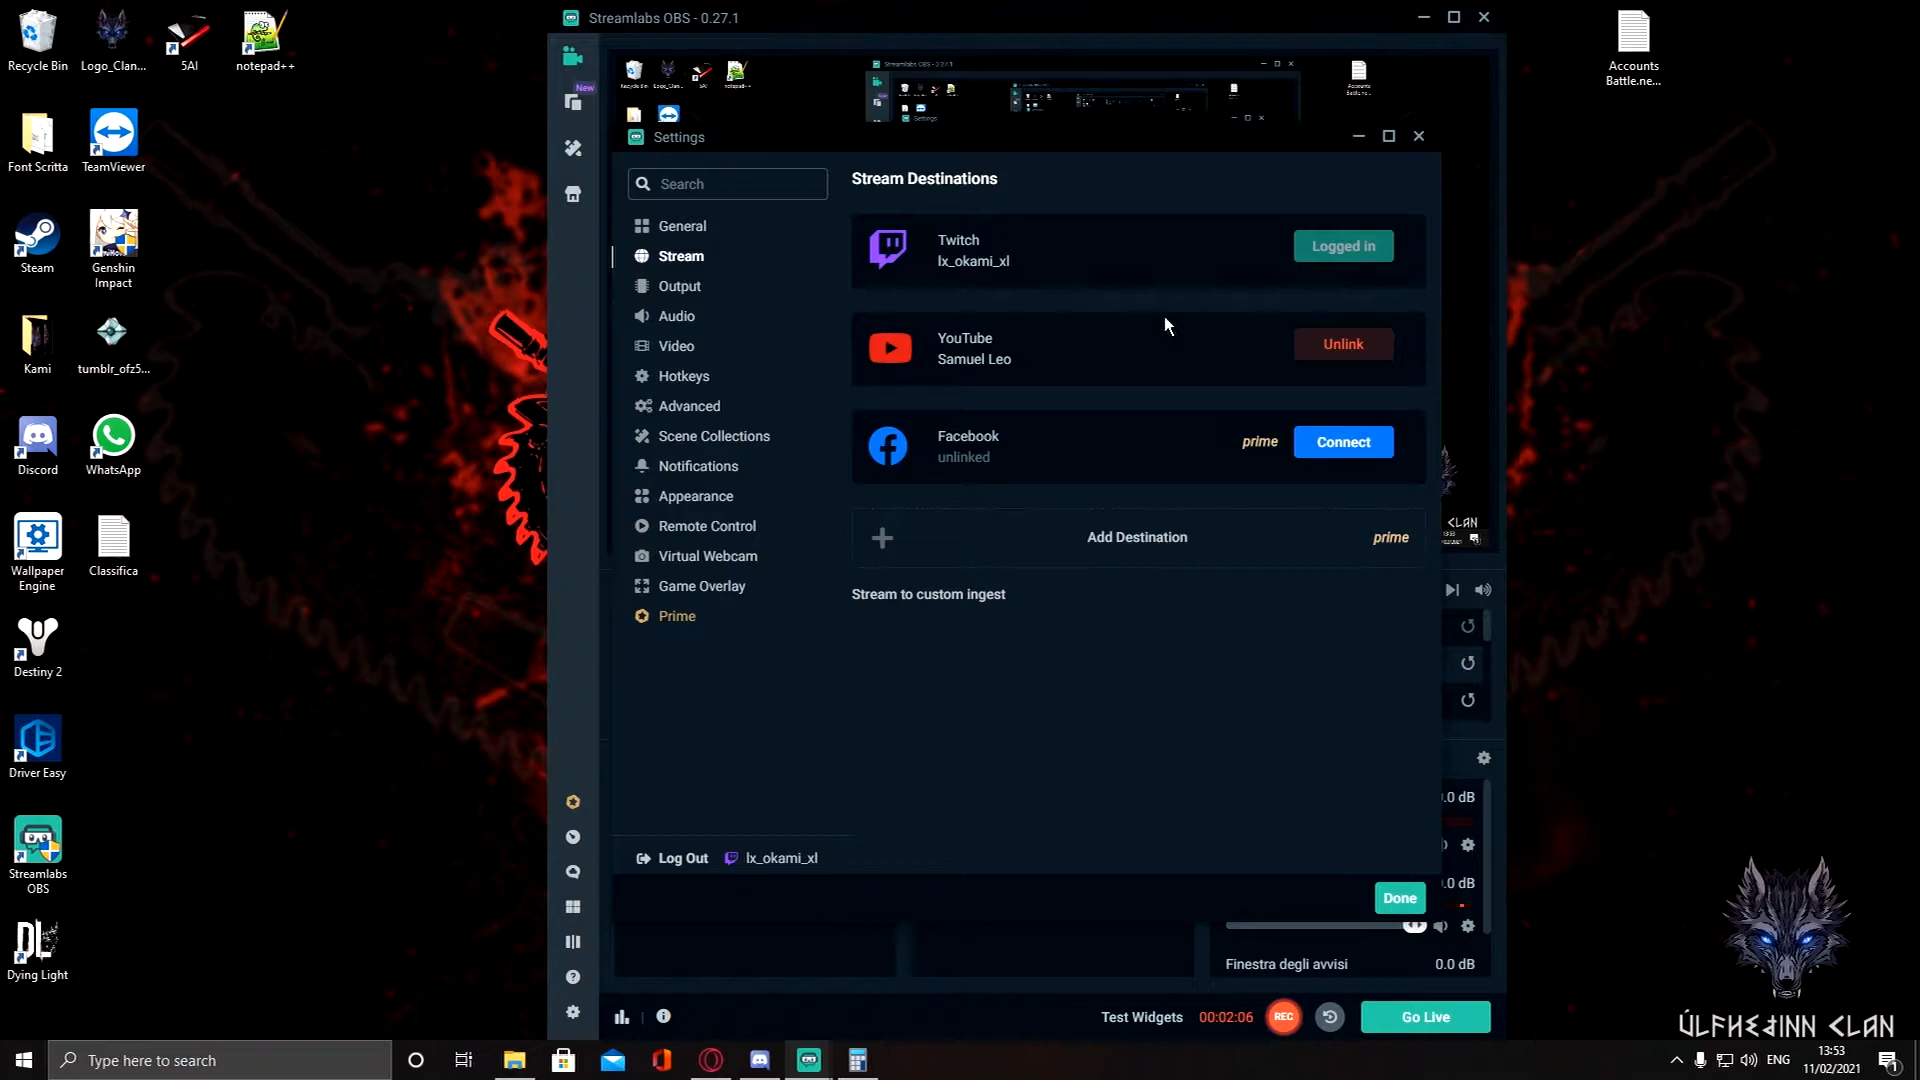 Recycle Bin
Logo_Clan...
5AI
notepad++
Font Scritta
TeamViewer
Steam
Genshin
Impact
Kami
tumblr_ofz5...
Discord
WhatsApp
Wallpaper
Engine
Classifica
Destiny 2
Driver Easy
Streamlabs
OBS
Dying Light
Streamlabs OBS - 0.27.1
New
Settings
Search
General
Stream
Output
Audio
Video
Hotkeys
Advanced
Scene Collections
Notifications
Appearance
Remote Control
Virtual Webcam
Game Overlay
Prime
Log Out
lx_okami_xl
Stream Destinations
Twitch
lx_okami_xl
Logged in
YouTube
Samuel Leo
Unlink
Facebook
unlinked
prime
Connect
Add Destination
prime
Stream to custom ingest
Done
CLAN
.0 dB
.0 dB
Finestra degli avvisi
0.0 dB
Test Widgets
00:02:06
REC
Go Live
Accounts
Battle.ne...
ÚLFHEÐINN CLAN
Type here to search
ENG
13:53
11/02/2021
1